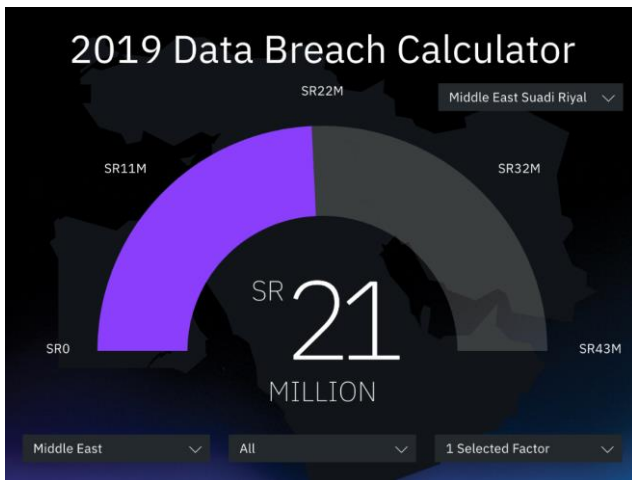 2019 Data Breach Calculator
SR22M
Middle East Suadi Riyal
SR11M
SR32M
SR 21
SR0
SR43M
MILLION
Middle East
All
1 Selected Factor